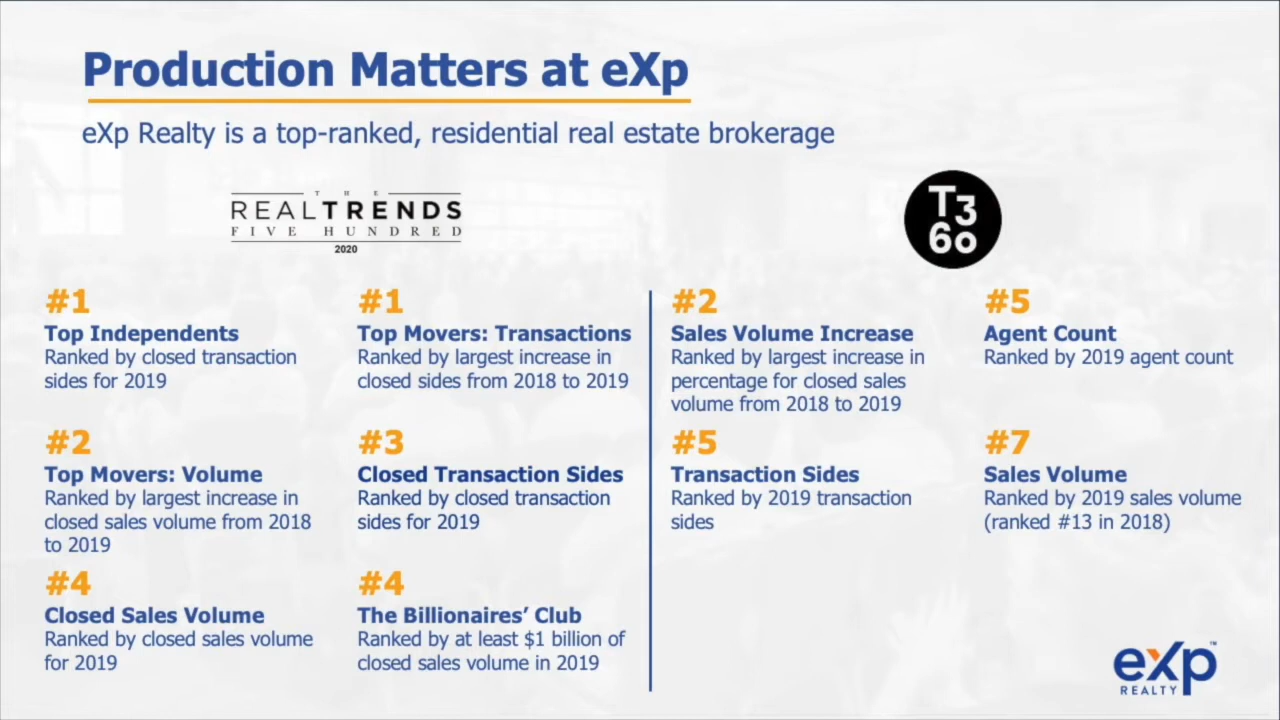 Production Matters at eXp
eXp Realty is a top-ranked, residential real estate brokerage
THE
REALTRENDS
FIVE HUNDRED
2020
T3
60
#1
Top Independents
Ranked by closed transaction
sides for 2019
#1
Top Movers: Transactions
Ranked by largest increase in
closed sides from 2018 to 2019
#2
Top Movers: Volume
Ranked by largest increase in
closed sales volume from 2018
to 2019
#3
Closed Transaction Sides
Ranked by closed transaction
sides for 2019
#4
Closed Sales Volume
Ranked by closed sales volume
for 2019
#4
The Billionaires’ Club
Ranked by at least $1 billion of
closed sales volume in 2019
#2
Sales Volume Increase
Ranked by largest increase in
percentage for closed sales
volume from 2018 to 2019
#5
Agent Count
Ranked by 2019 agent count
#5
Transaction Sides
Ranked by 2019 transaction
sides
#7
Sales Volume
Ranked by 2019 sales volume
(ranked #13 in 2018)
eXp™
REALTY